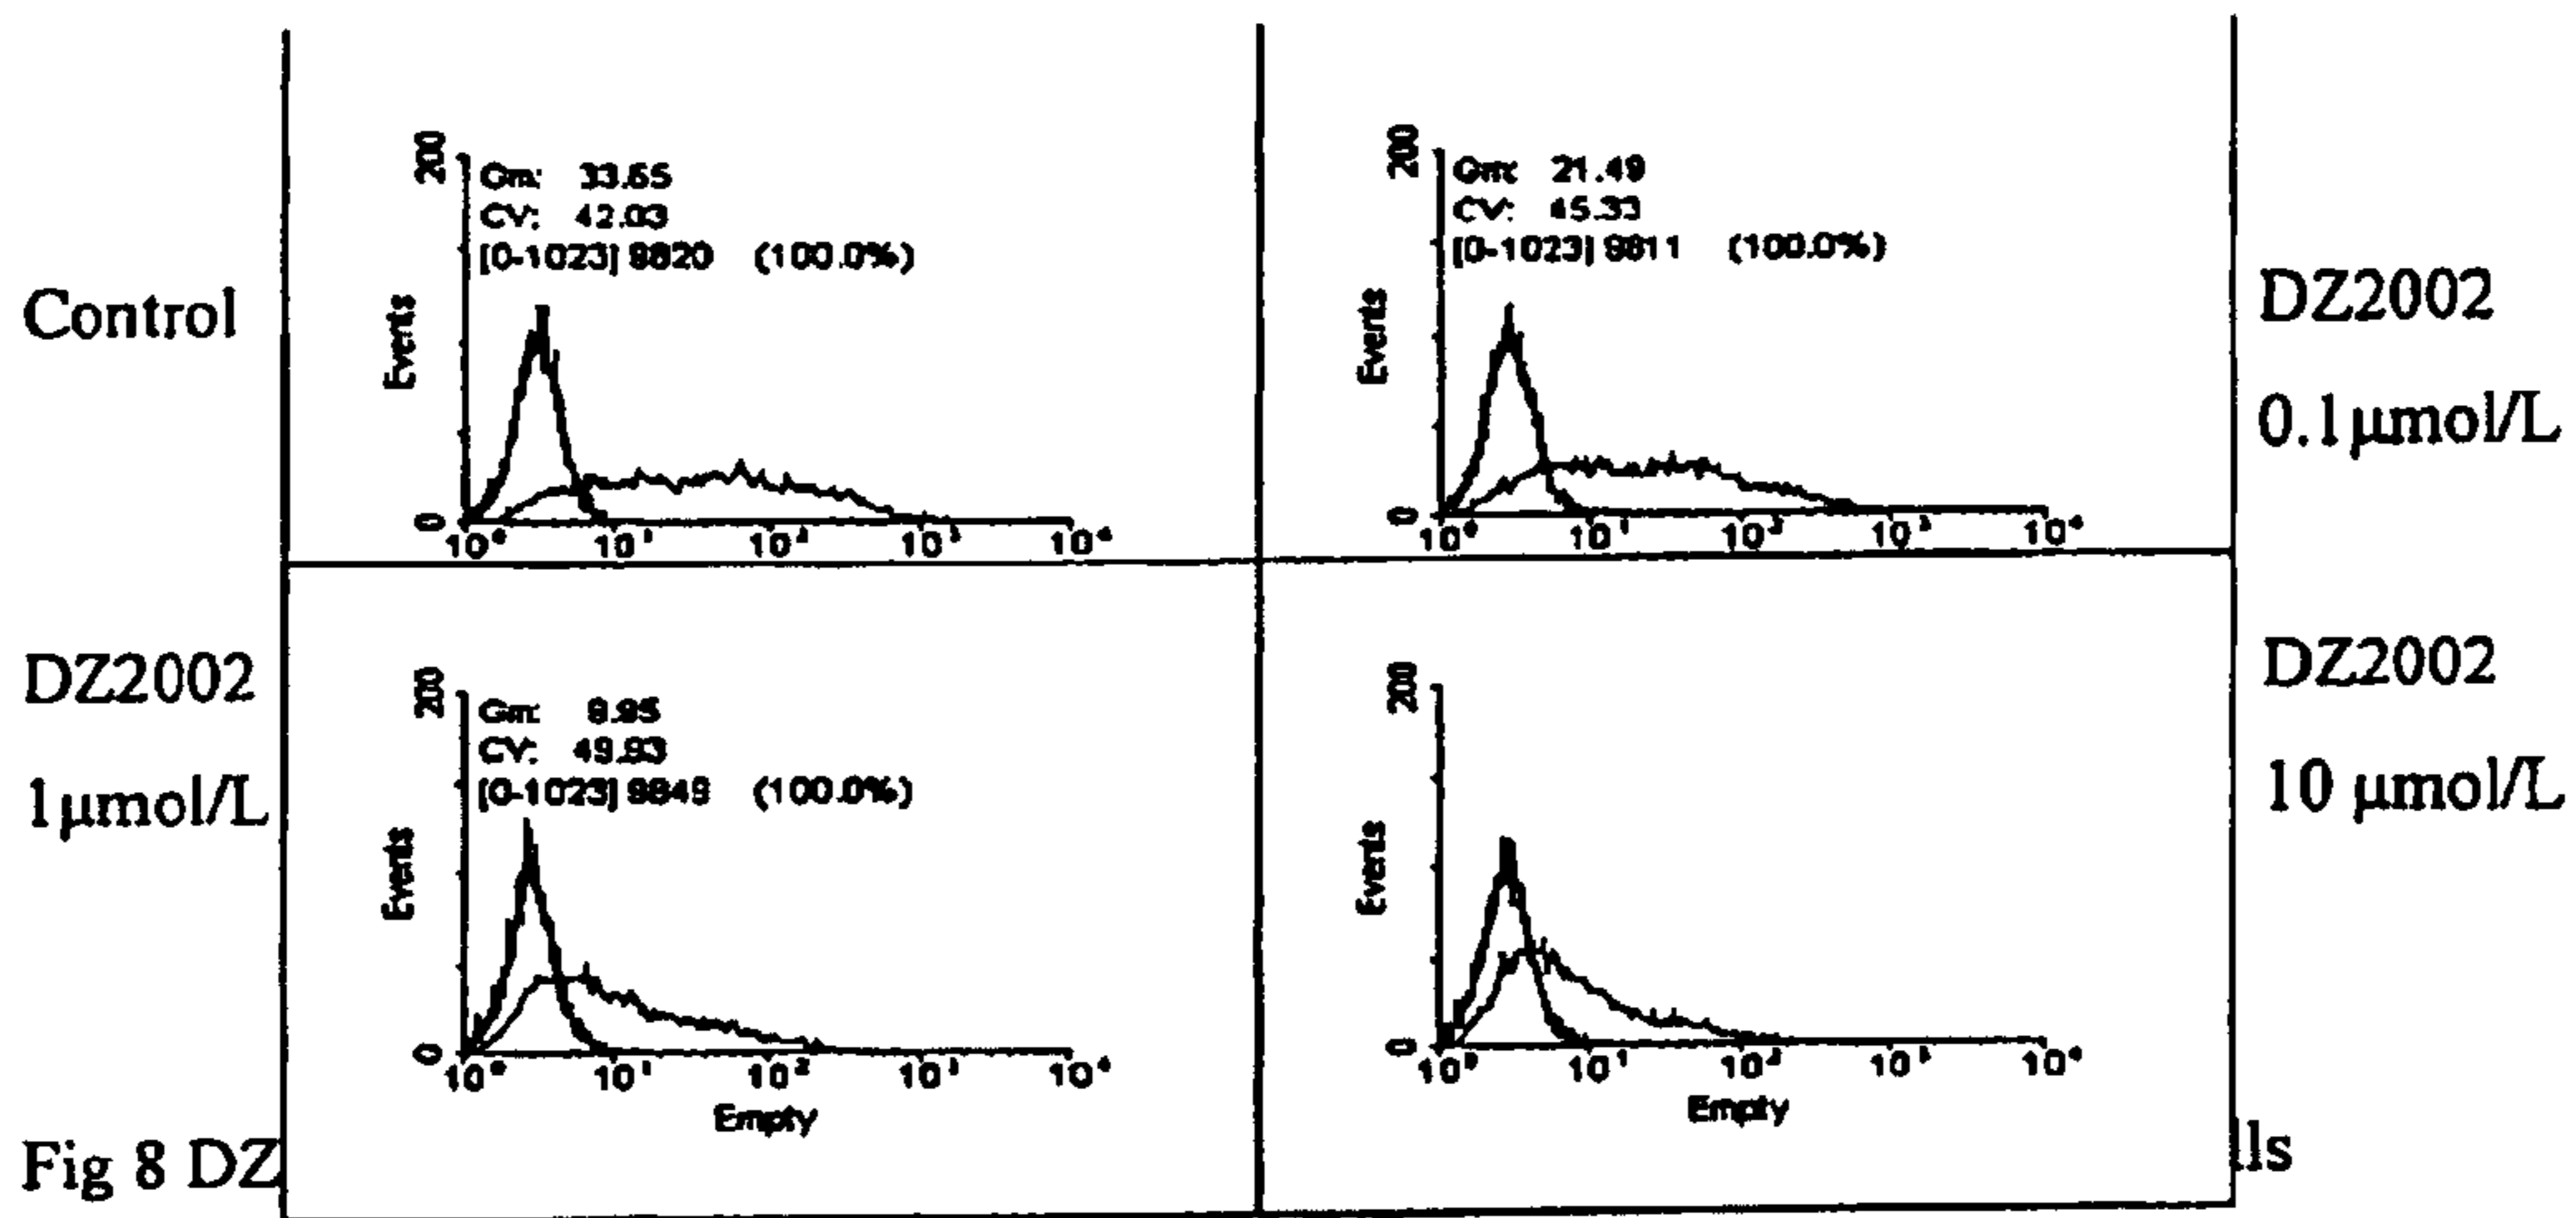 Control
200
Gm: 33.65
CV: 42.03
[0-1023] 9820 (100.0%)
Events
0
10⁰ 10¹ 10² 10³ 10⁴
200
Gm: 21.49
CV: 45.33
[0-1023] 9811 (100.0%)
Events
0
10⁰ 10¹ 10² 10³ 10⁴
DZ2002
0.1μmol/L
DZ2002
1μmol/L
200
Gm: 9.95
CV: 49.93
[0-1023] 9849 (100.0%)
Events
0
10⁰ 10¹ 10² 10³ 10⁴
Empty
200
Events
0
10⁰ 10¹ 10² 10³ 10⁴
Empty
DZ2002
10 μmol/L
Fig 8 DZ lls